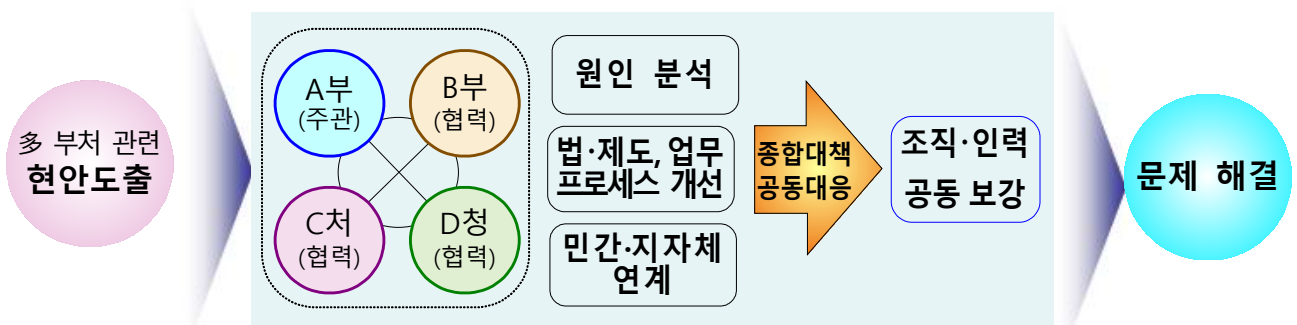 多 부처 관련
현안도출
A부
(주관)
B부
(협력)
C처
(협력)
D청
(협력)
원인 분석
법·제도, 업무
프로세스 개선
민간·지자체
연계
종합대책
공동대응
조직·인력
공동 보강
문제 해결